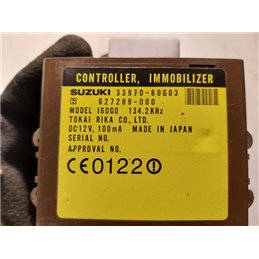 CONTROLLER, IMMOBILIZER
SUZUKI 33970-60G03
627289-000
MODEL I60G0 134.2KHz
TOKAI RIKA CO., LTD.
DC12V, 100mA MADE IN JAPAN
SERIAL NO.
APPROVAL NO.
CE0122